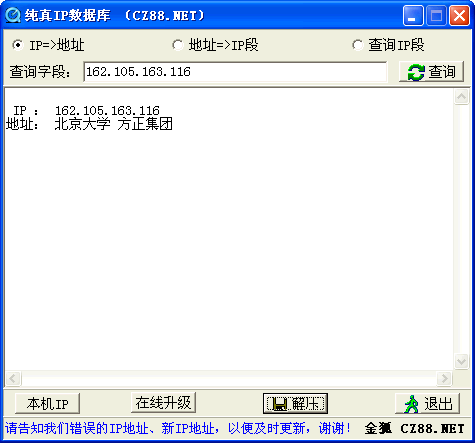 纯真IP数据库 （CZ88.NET）
IP=>地址 地址=>IP段 查询IP段
查询字段： 162.105.163.116 查询
IP ： 162.105.163.116
地址： 北京大学 方正集团
本机IP 在线升级 解压 退出
请告知我们错误的IP地址、新IP地址，以便及时更新，谢谢！ 金狐 CZ88.NET